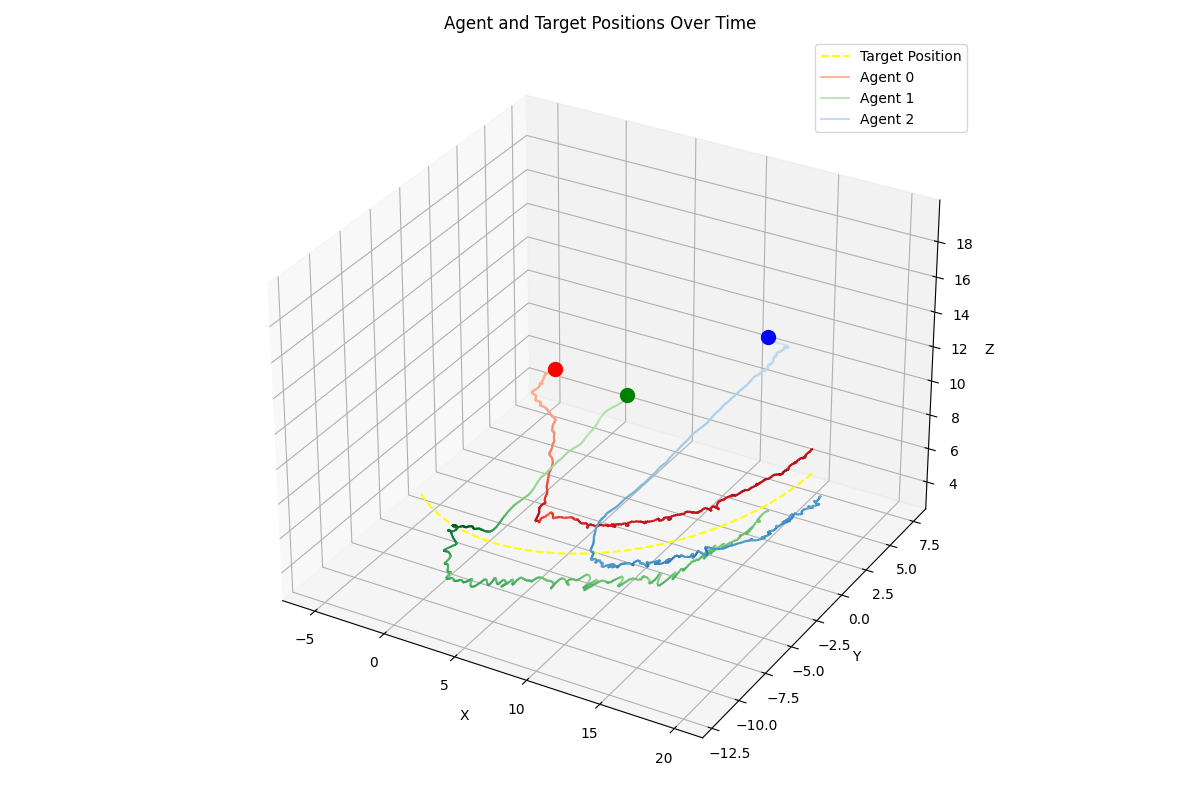 Agent and Target Positions Over Time
Target Position
Agent 0
Agent 1
Agent 2
18
16
14
12
10
8
6
4
Z
7.5
5.0
2.5
0.0
−2.5
−5.0
−7.5
−10.0
−12.5
Y
−5
0
5
10
15
20
X